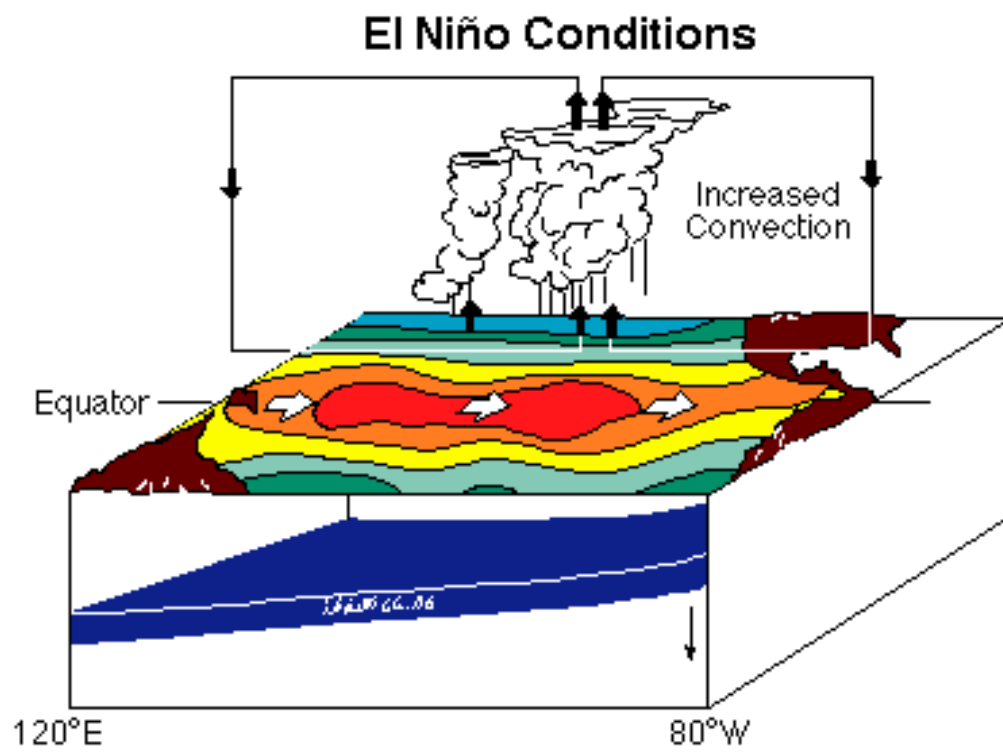 El Niño Conditions
Increased
Convection
Equator
120°E
80°W